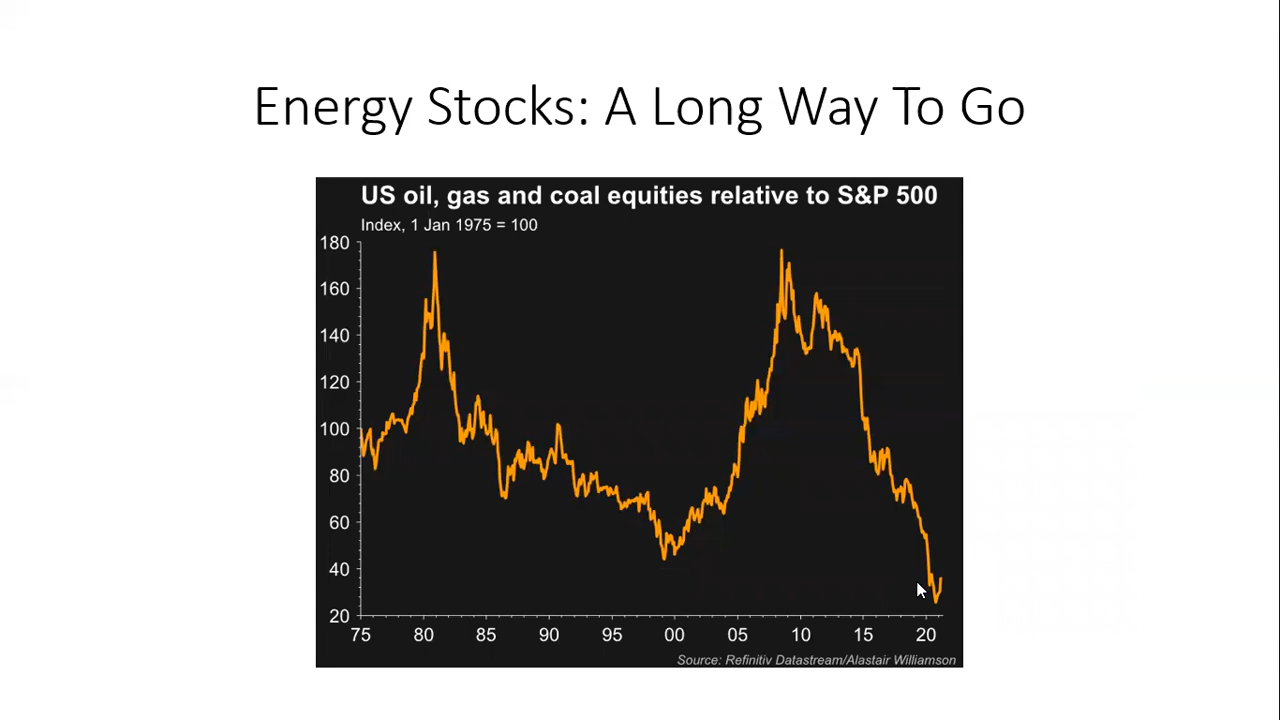 Energy Stocks: A Long Way To Go
US oil, gas and coal equities relative to S&P 500
Index, 1 Jan 1975 = 100
180
160
140
120
100
80
60
40
20
75 80 85 90 95 00 05 10 15 20
Source: Refinitiv Datastream/Alastair Williamson